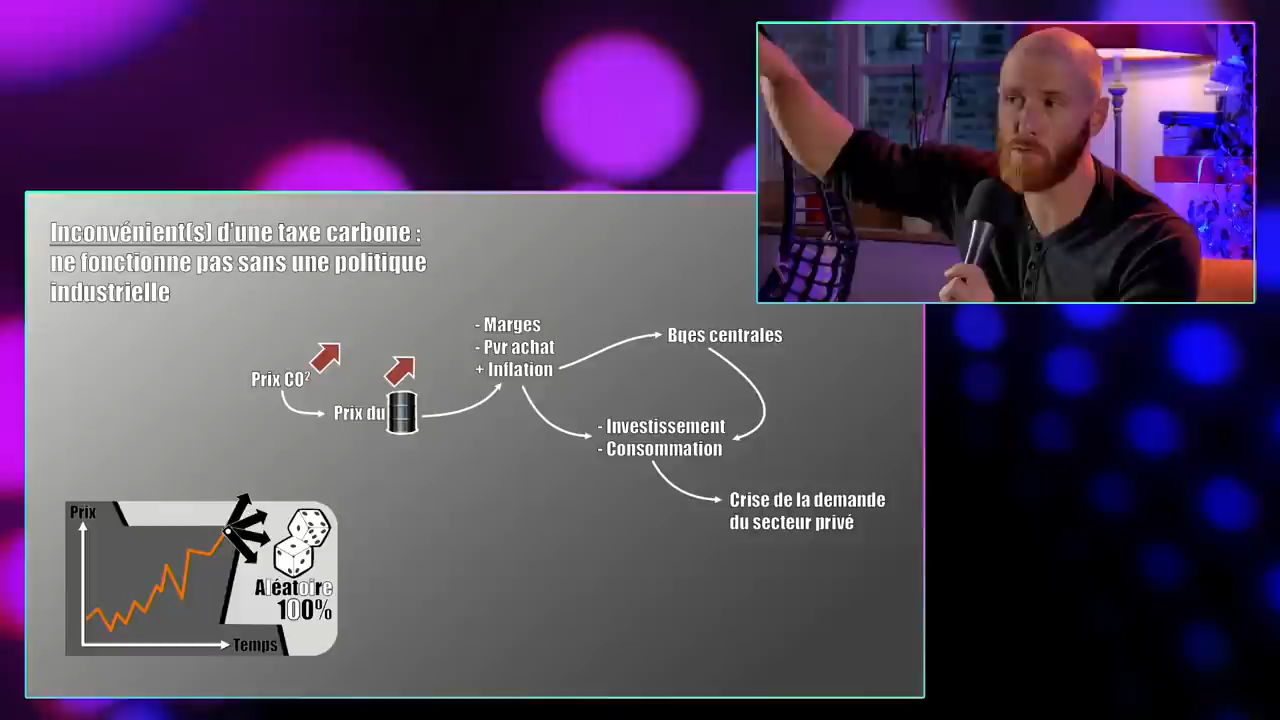 Inconvénient(s) d'une taxe carbone :
ne fonctionne pas sans une politique
industrielle
- Marges
- Pvr achat
+ Inflation
Bqes centrales
Prix CO²
Prix du
- Investissement
- Consommation
Crise de la demande
du secteur privé
Prix
Aléatoire
100%
Temps